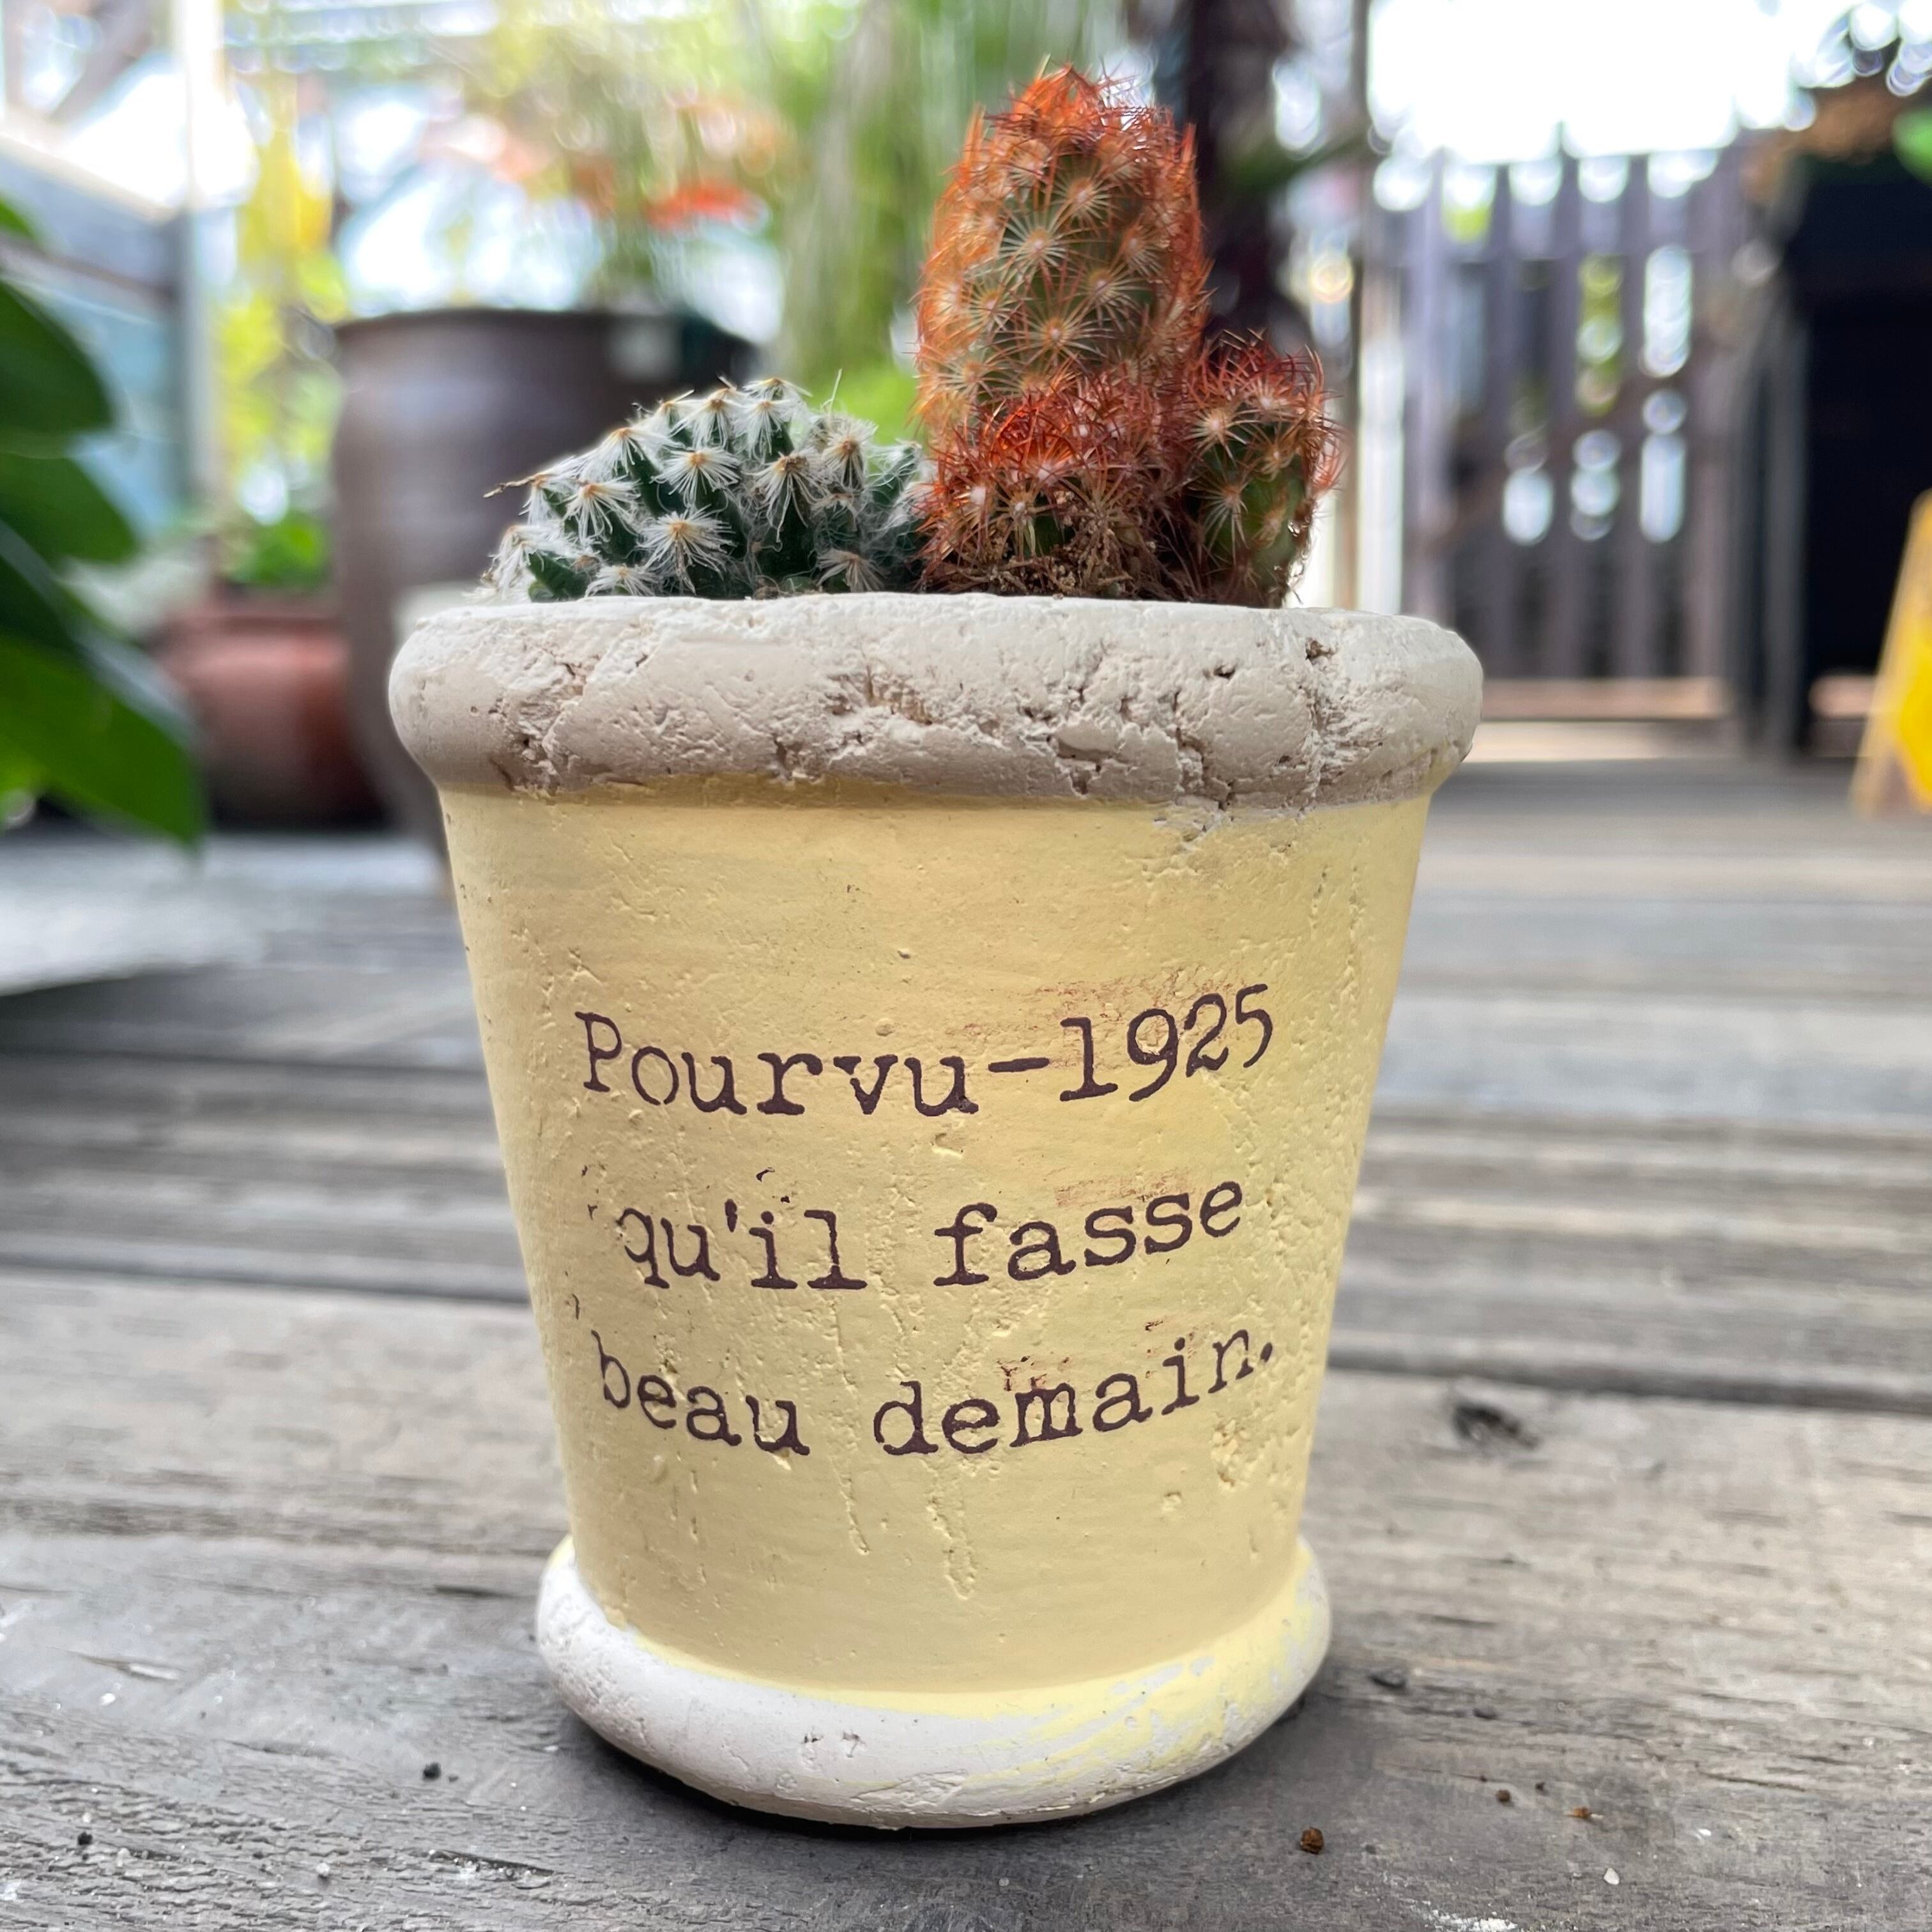 Pourvu-1925
qu'il fasse
beau demain.